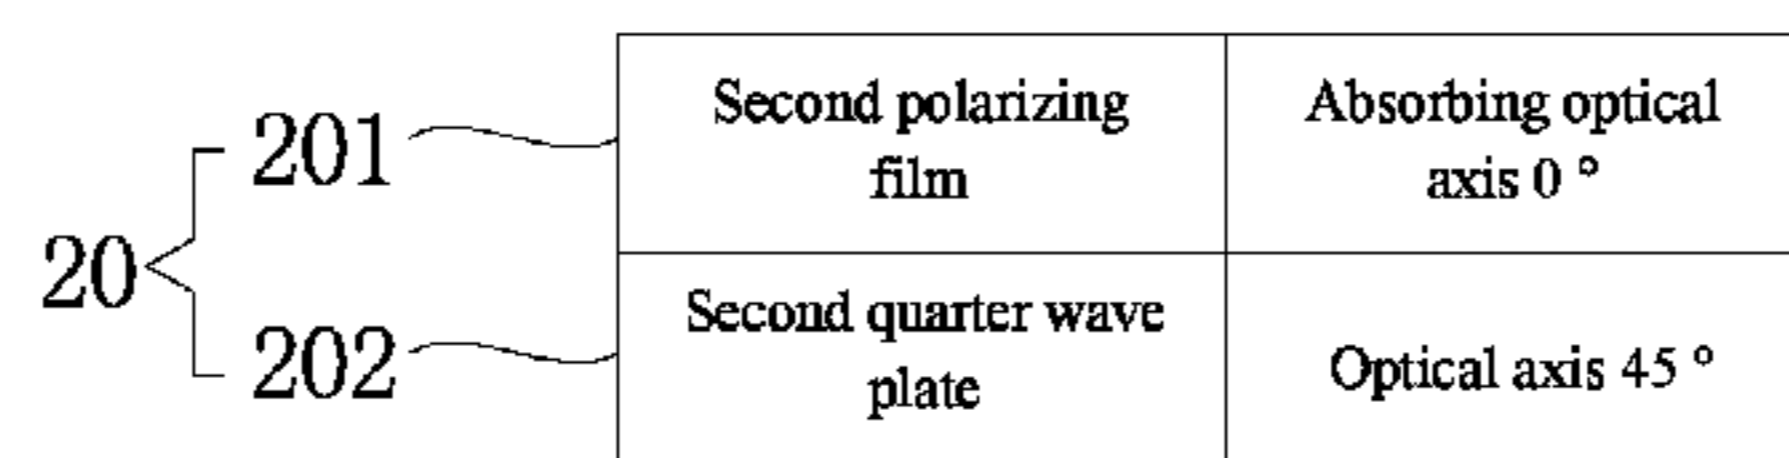 20
201
Second polarizing
film
Absorbing optical
axis 0 °
202
Second quarter wave
plate
Optical axis 45 °